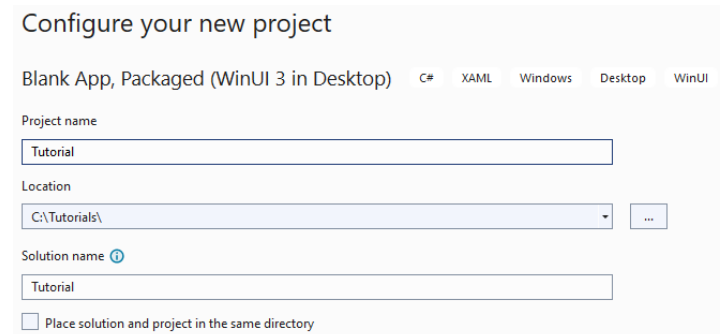 Configure your new project
Blank App, Packaged (WinUI 3 in Desktop) C# XAML Windows Desktop WinUI
Project name
Tutorial
Location
C:\Tutorials\
...
Solution name
Tutorial
Place solution and project in the same directory